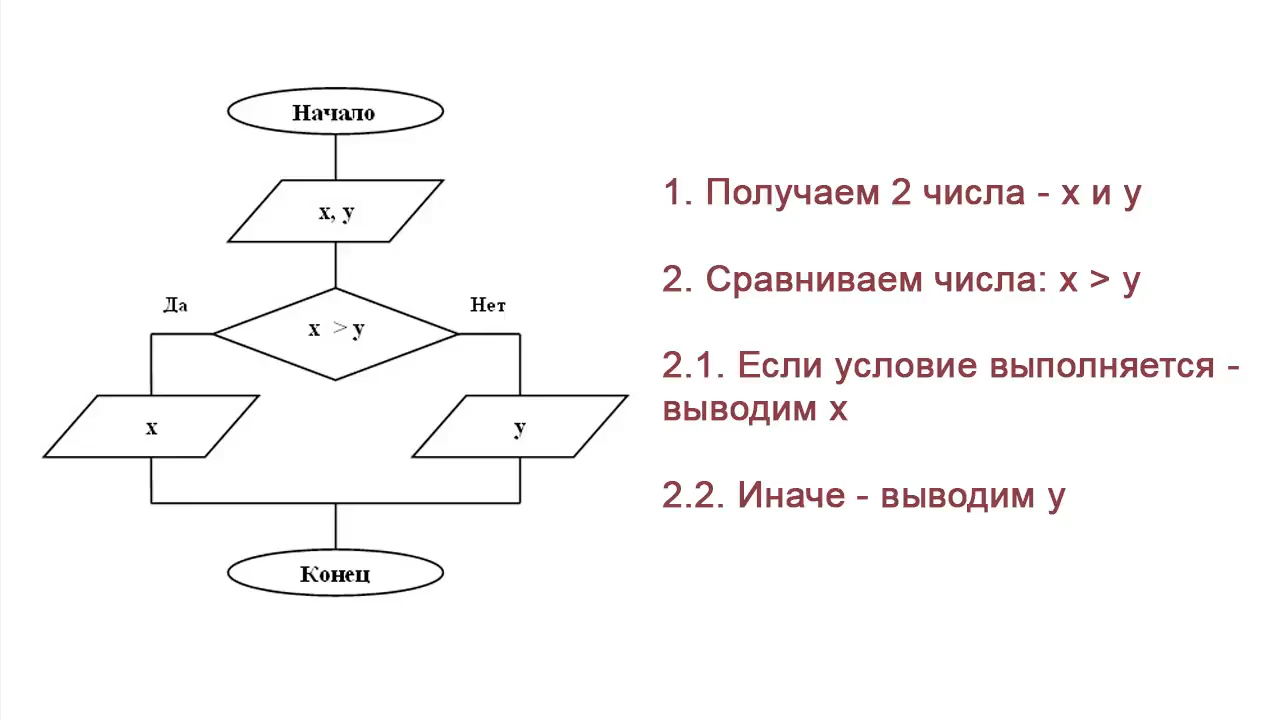 Начало
x, y
Да
Нет
x > y
x
y
Конец
1. Получаем 2 числа - x и y
2. Сравниваем числа: x > y
2.1. Если условие выполняется -
выводим x
2.2. Иначе - выводим y